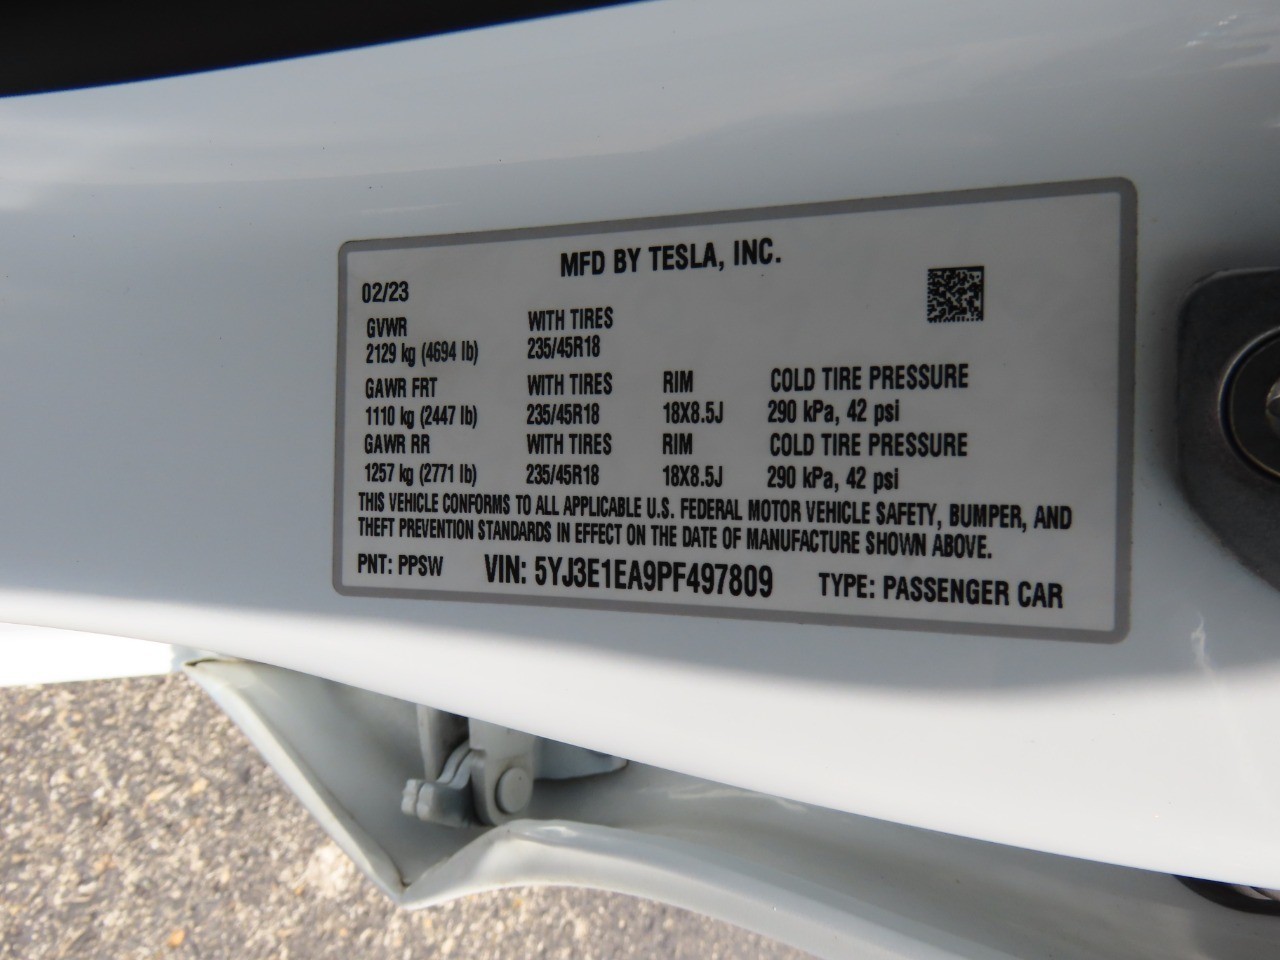 MFD BY TESLA, INC.
02/23
GVWR WITH TIRES
2129 kg (4694 lb) 235/45R18
GAWR FRT WITH TIRES RIM COLD TIRE PRESSURE
1110 kg (2447 lb) 235/45R18 18X8.5J 290 kPa, 42 psi
GAWR RR WITH TIRES RIM COLD TIRE PRESSURE
1257 kg (2771 lb) 235/45R18 18X8.5J 290 kPa, 42 psi
THIS VEHICLE CONFORMS TO ALL APPLICABLE U.S. FEDERAL MOTOR VEHICLE SAFETY, BUMPER, AND
THEFT PREVENTION STANDARDS IN EFFECT ON THE DATE OF MANUFACTURE SHOWN ABOVE.
PNT: PPSW VIN: 5YJ3E1EA9PF497809 TYPE: PASSENGER CAR